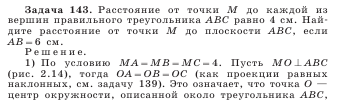 Задача 143. Расстояние от точки M до каждой из
вершин правильного треугольника ABC равно 4 см. Най-
дите расстояние от точки M до плоскости ABC, если
AB=6 см.
Решение.
1) По условию MA=MB=MC=4. Пусть MO⊥ABC
(рис. 2.14), тогда OA=OB=OC (как проекции равных
наклонных, см. задачу 139). Это означает, что точка O —
центр окружности, описанной около треугольника ABC,